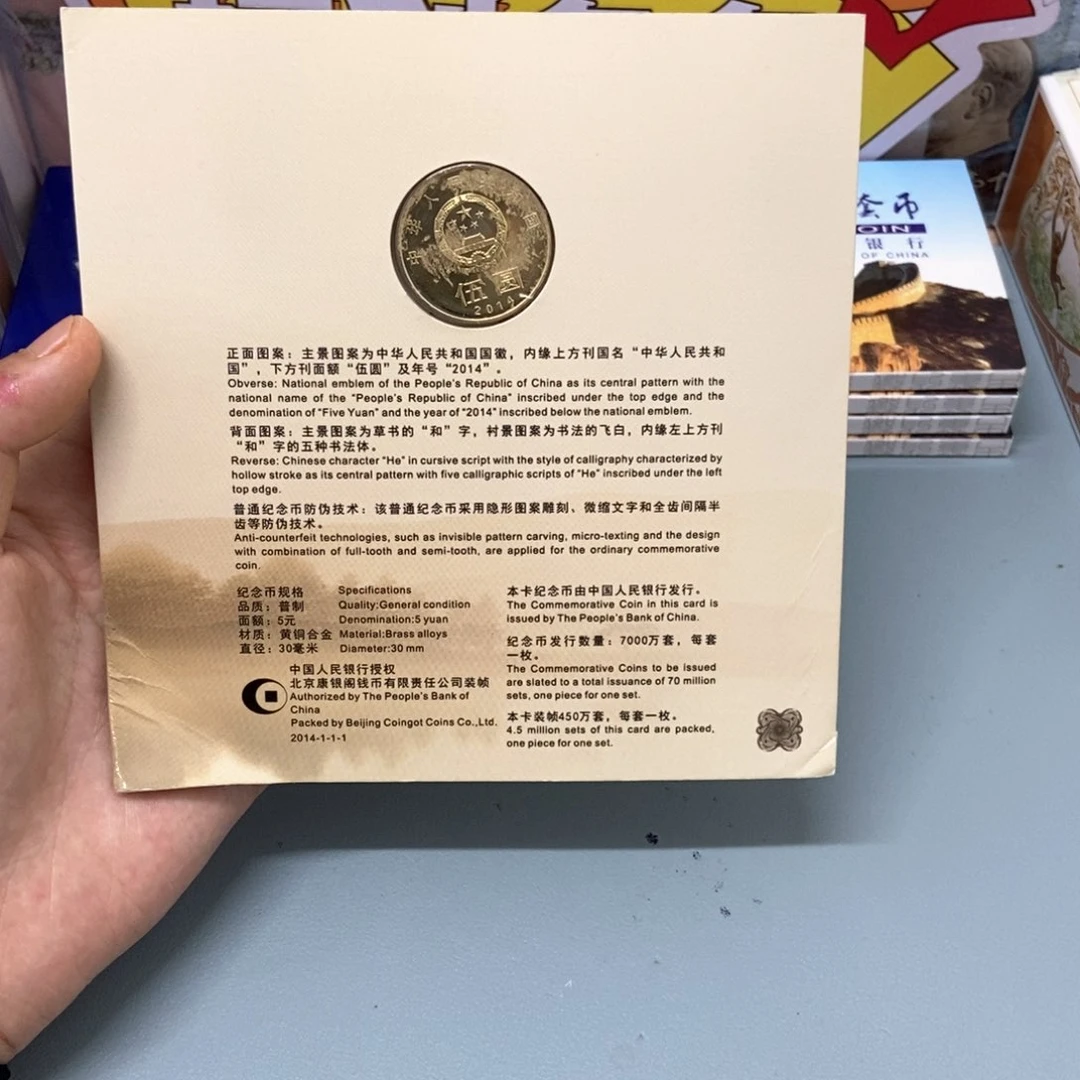 中华人
国
伍圆
2014
正面图案：主景图案为中华人民共和国国徽，内缘上方刊国名“中华人民共和
国”，下方刊面额“伍圆”及年号“2014”。
Obverse: National emblem of the People's Republic of China as its central pattern with the
national name of the "People's Republic of China" inscribed under the top edge and the
denomination of "Five Yuan" and the year of "2014" inscribed below the national emblem.
背面图案：主景图案为草书的“和”字，衬景图案为书法的飞白，内缘左上方刊
“和”字的五种书法体。
Reverse: Chinese character "He" in cursive script with the style of calligraphy characterized by
hollow stroke as its central pattern with five calligraphic scripts of "He" inscribed under the left
top edge.
普通纪念币防伪技术：该普通纪念币采用隐形图案雕刻、微缩文字和全齿间隔半
齿等防伪技术。
Anti-counterfeit technologies, such as invisible pattern carving, micro-texting and the design
with combination of full-tooth and semi-tooth, are applied for the ordinary commemorative
coin.
纪念币规格 Specifications
品质：普制 Quality:General condition
面额：5元 Denomination:5 yuan
材质：黄铜合金 Material:Brass alloys
直径：30毫米 Diameter:30 mm
中国人民银行授权
北京康银阁钱币有限责任公司装帧
Authorized by The People's Bank of
China
Packed by Beijing Coingot Coins Co.,Ltd.
2014-1-1-1
本卡纪念币由中国人民银行发行。
The Commemorative Coin in this card is
issued by The People's Bank of China.
纪念币发行数量：7000万套，每套
一枚。
The Commemorative Coins to be issued
are slated to a total issuance of 70 million
sets, one piece for one set.
本卡装帧450万套，每套一枚。
4.5 million sets of this card are packed,
one piece for one set.
套币
OIN
银行
OF CHINA